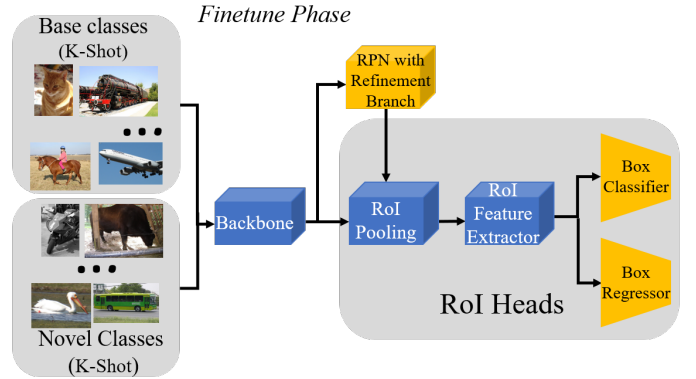 Finetune Phase
Base classes
(K-Shot)
Novel Classes
(K-Shot)
Backbone
RPN with
Refinement
Branch
RoI
Pooling
RoI
Feature
Extractor
Box
Classifier
Box
Regressor
RoI Heads